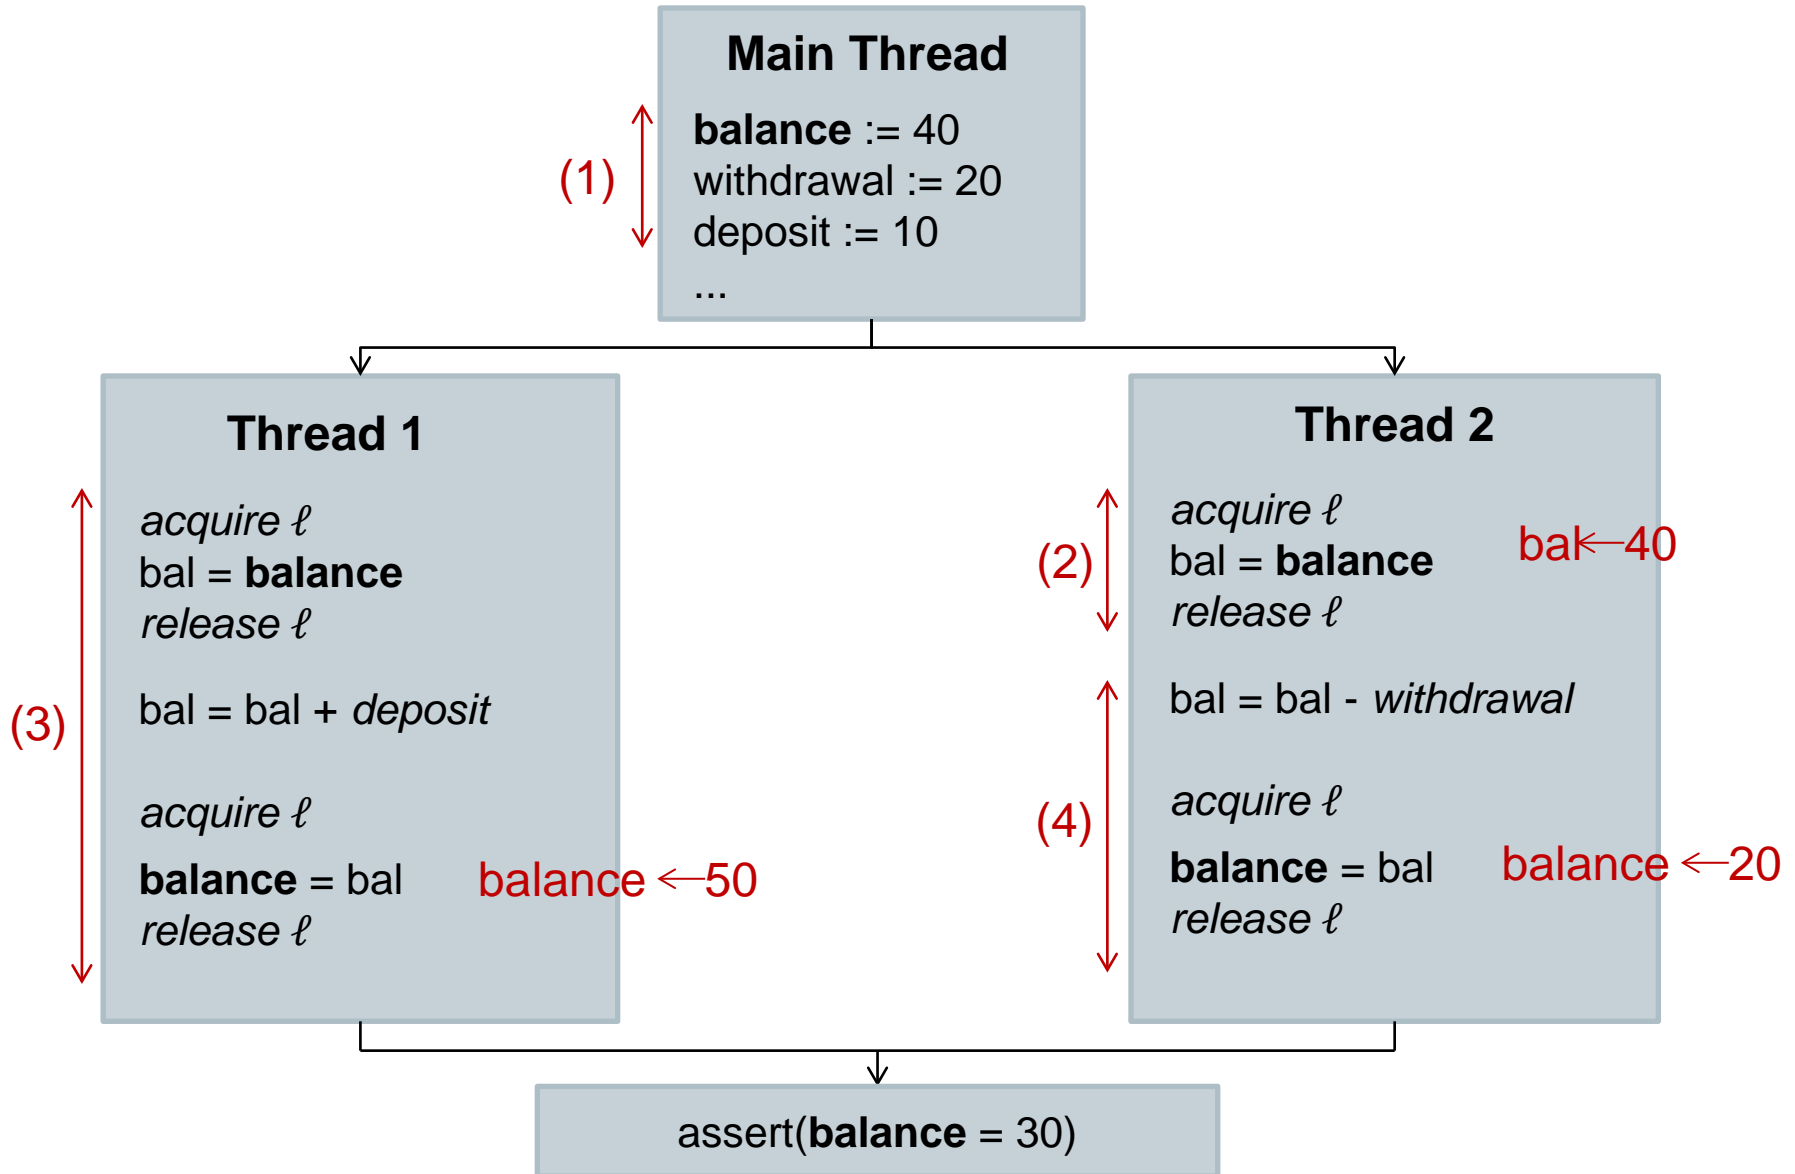 Main Thread
(1)
balance := 40
withdrawal := 20
deposit := 10
...
Thread 1
(3)
acquire ℓ
bal = balance
release ℓ
bal = bal + deposit
acquire ℓ
balance = bal
balance ←50
release ℓ
Thread 2
(2)
acquire ℓ
bal = balance
bal←40
release ℓ
(4)
bal = bal - withdrawal
acquire ℓ
balance = bal
balance ←20
release ℓ
assert(balance = 30)